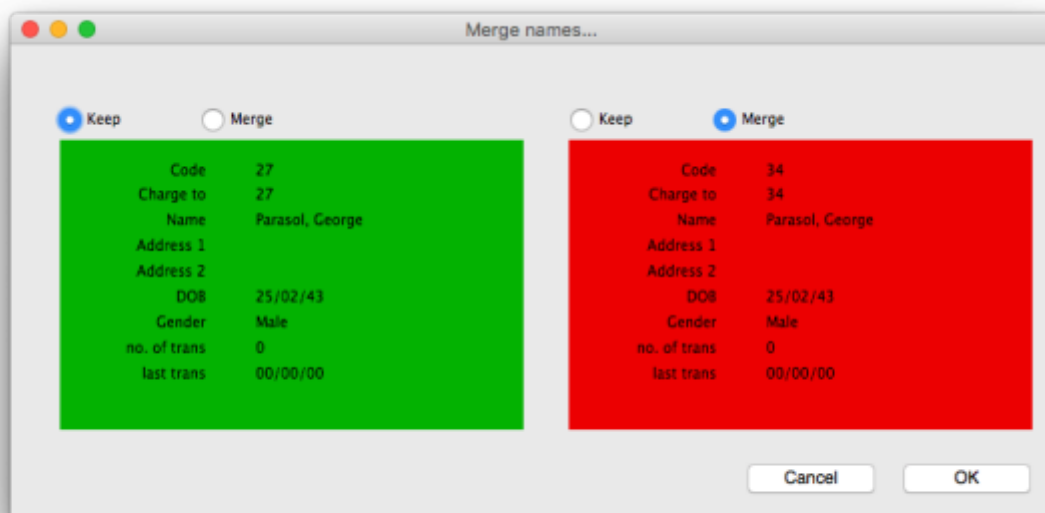 Merge names...
Keep Merge Keep Merge
Code 27
Charge to 27
Name Parasol, George
Address 1
Address 2
DOB 25/02/43
Gender Male
no. of trans 0
last trans 00/00/00
Code 34
Charge to 34
Name Parasol, George
Address 1
Address 2
DOB 25/02/43
Gender Male
no. of trans 0
last trans 00/00/00
Cancel OK